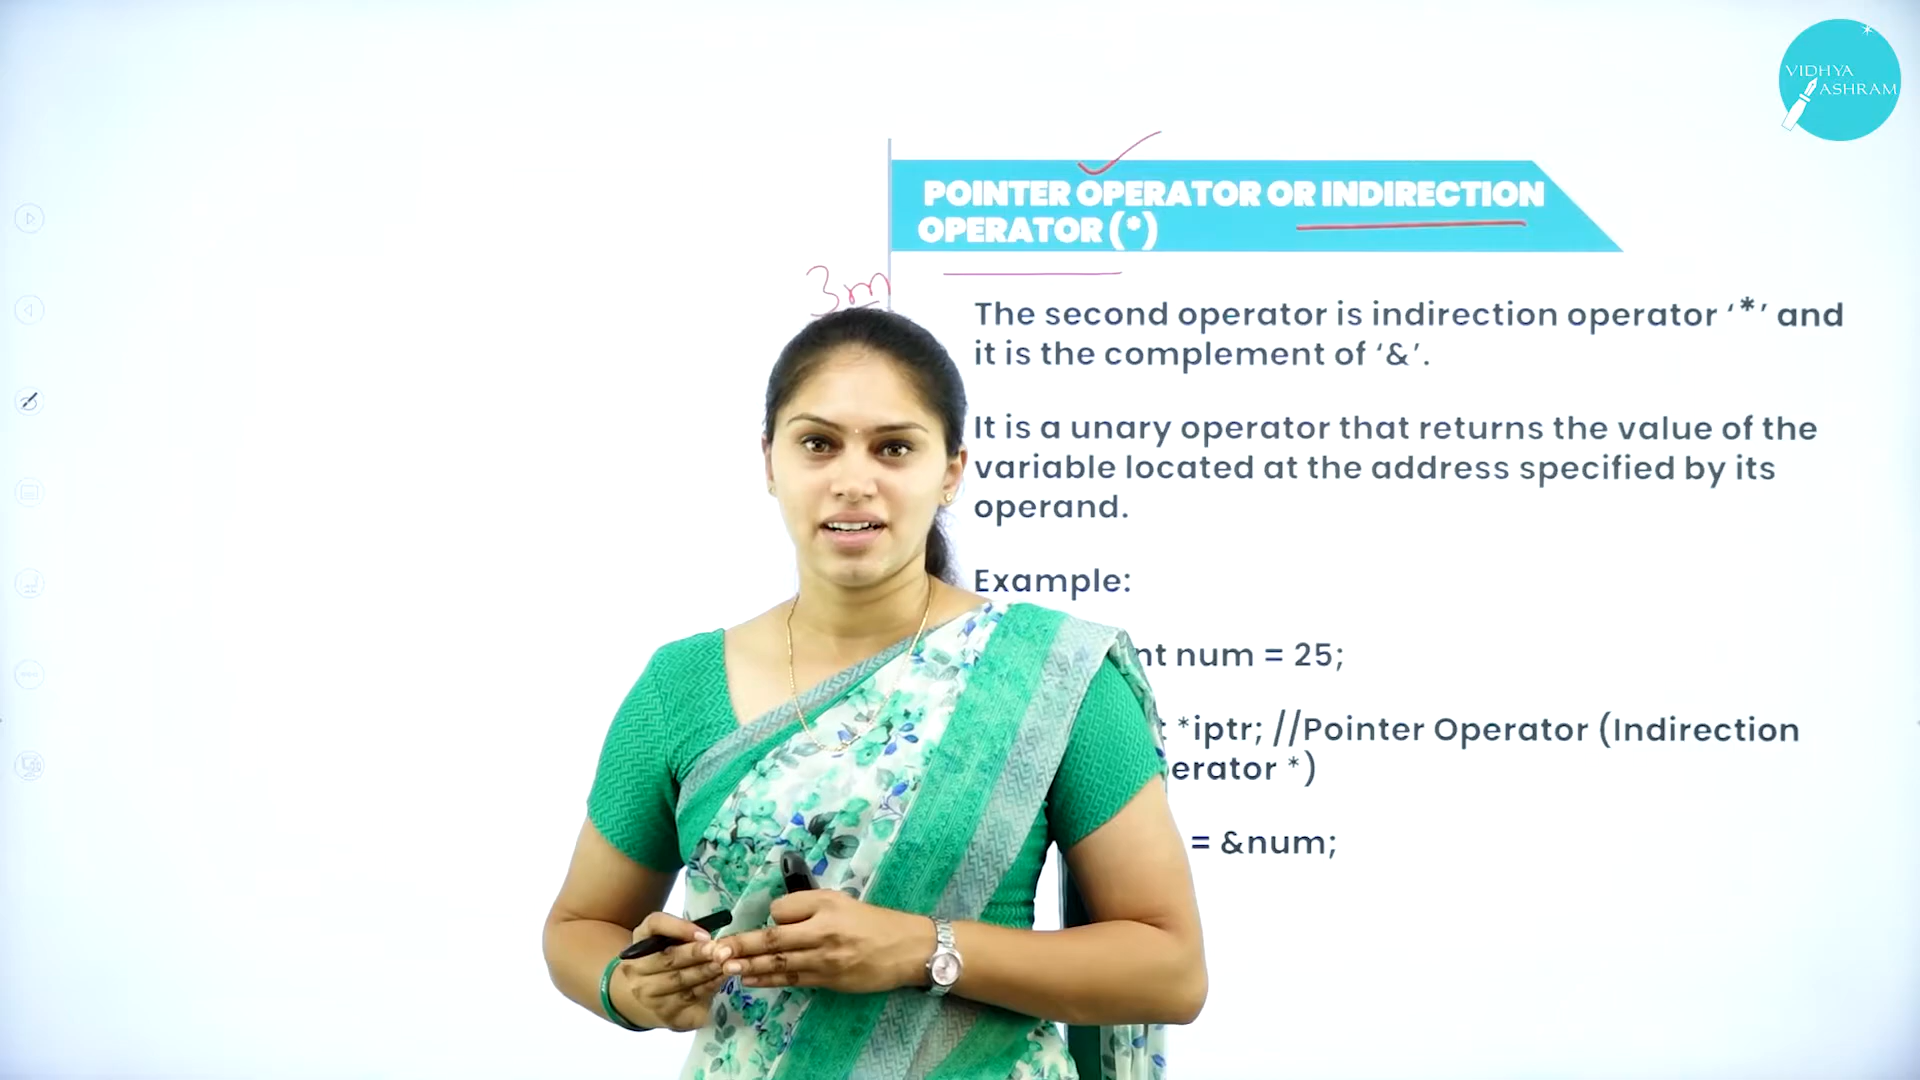 VIDHYA
ASHRAM
POINTER OPERATOR OR INDIRECTION
OPERATOR (*)
3m
The second operator is indirection operator ‘*’ and
it is the complement of ‘&’.
It is a unary operator that returns the value of the
variable located at the address specified by its
operand.
Example:
nt num = 25;
*iptr; //Pointer Operator (Indirection
erator *)
= &num;